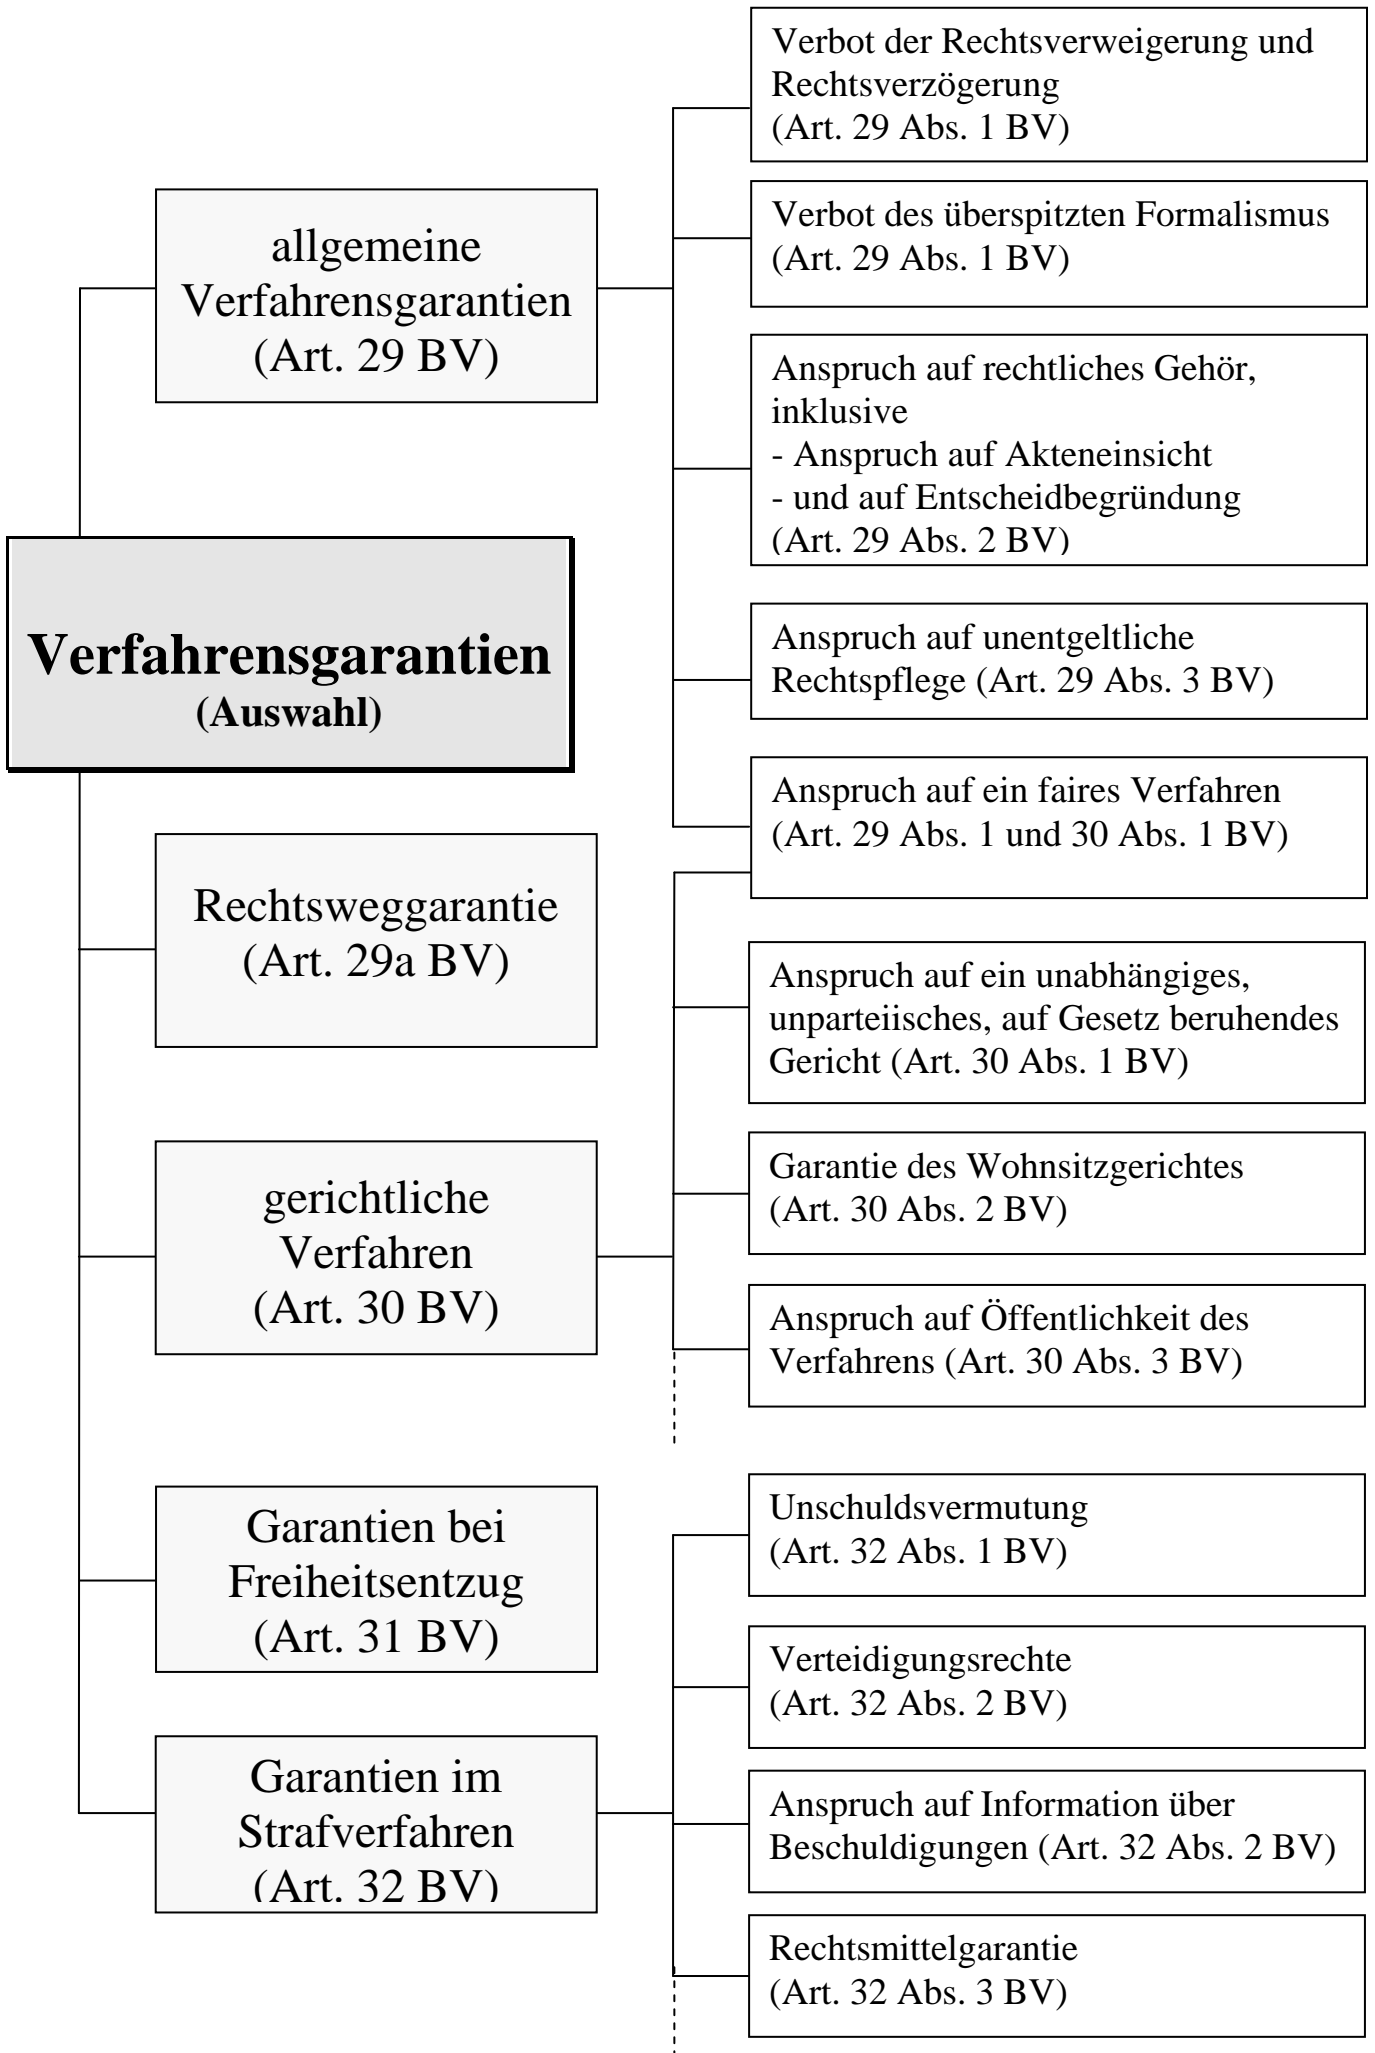 Verfahrensgarantien
(Auswahl)
allgemeine
Verfahrensgarantien
(Art. 29 BV)
Verbot der Rechtsverweigerung und
Rechtsverzögerung
(Art. 29 Abs. 1 BV)
Verbot des überspitzten Formalismus
(Art. 29 Abs. 1 BV)
Anspruch auf rechtliches Gehör,
inklusive
- Anspruch auf Akteneinsicht
- und auf Entscheidbegründung
(Art. 29 Abs. 2 BV)
Anspruch auf unentgeltliche
Rechtspflege (Art. 29 Abs. 3 BV)
Anspruch auf ein faires Verfahren
(Art. 29 Abs. 1 und 30 Abs. 1 BV)
Rechtsweggarantie
(Art. 29a BV)
gerichtliche
Verfahren
(Art. 30 BV)
Anspruch auf ein unabhängiges,
unparteiisches, auf Gesetz beruhendes
Gericht (Art. 30 Abs. 1 BV)
Garantie des Wohnsitzgerichtes
(Art. 30 Abs. 2 BV)
Anspruch auf Öffentlichkeit des
Verfahrens (Art. 30 Abs. 3 BV)
Garantien bei
Freiheitsentzug
(Art. 31 BV)
Garantien im
Strafverfahren
(Art. 32 BV)
Unschuldsvermutung
(Art. 32 Abs. 1 BV)
Verteidigungsrechte
(Art. 32 Abs. 2 BV)
Anspruch auf Information über
Beschuldigungen (Art. 32 Abs. 2 BV)
Rechtsmittelgarantie
(Art. 32 Abs. 3 BV)